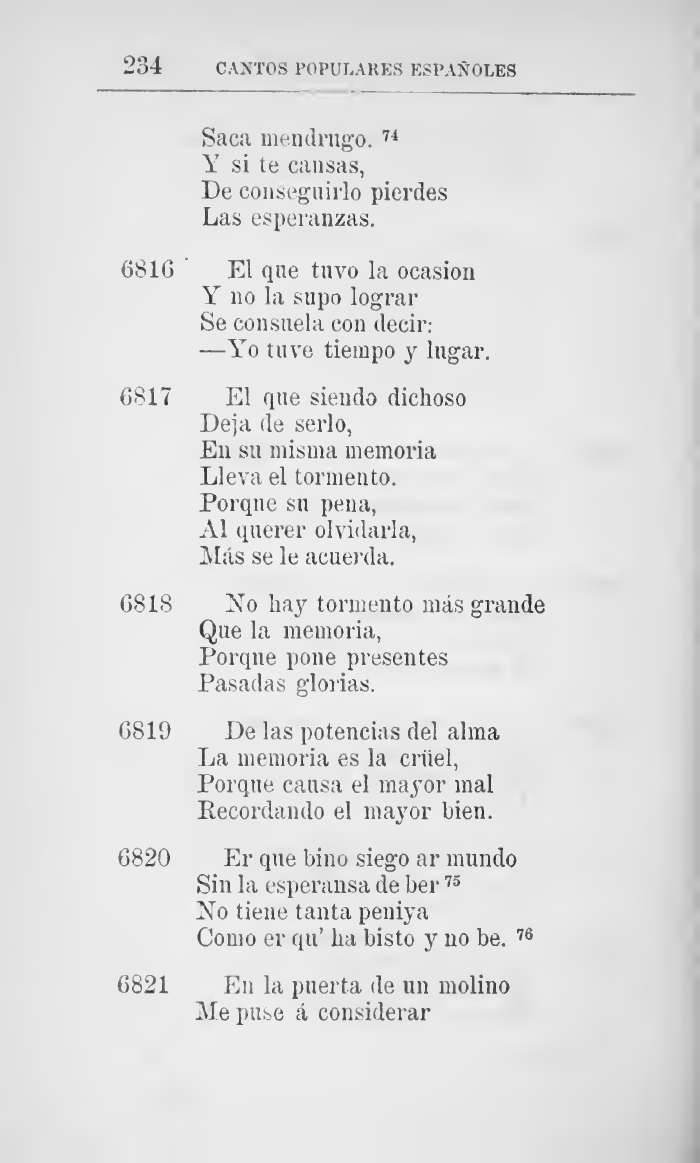 234 CANTOS POPULARES ESPAÑOLES
Saca mendrugo. 74
Y si te cansas,
De conseguirlo pierdes
Las esperanzas.
6816 El que tuvo la ocasion
Y no la supo lograr
Se consuela con decir:
—Yo tuve tiempo y lugar.
6817 El que siendo dichoso
Deja de serlo,
En su misma memoria
Lleva el tormento.
Porque su pena,
Al querer olvidarla,
Más se le acuerda.
6818 No hay tormento más grande
Que la memoria,
Porque pone presentes
Pasadas glorias.
6819 De las potencias del alma
La memoria es la crüel,
Porque causa el mayor mal
Recordando el mayor bien.
6820 Er que bino siego ar mundo
Sin la esperansa de ber 75
No tiene tanta peniya
Como er qu' ha bisto y no be. 76
6821 En la puerta de un molino
Me puse á considerar